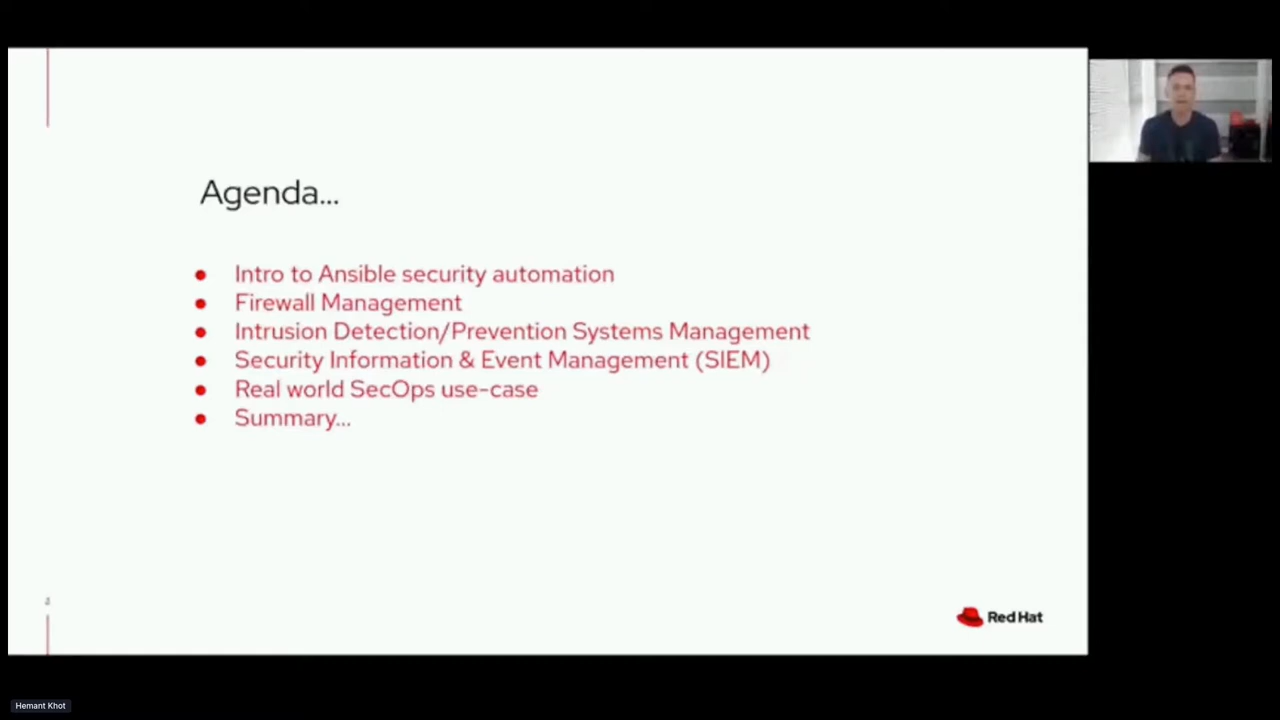 Agenda...
Intro to Ansible security automation
Firewall Management
Intrusion Detection/Prevention Systems Management
Security Information & Event Management (SIEM)
Real world SecOps use-case
Summary...
Red Hat
Hemant Khot